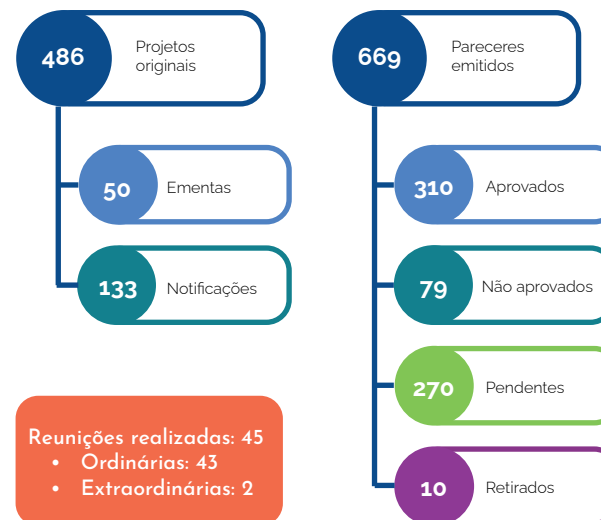 486
Projetos
originais
50
Ementas
133
Notificações
Reuniões realizadas: 45
• Ordinárias: 43
• Extraordinárias: 2
669
Pareceres
emitidos
310
Aprovados
79
Não aprovados
270
Pendentes
10
Retirados